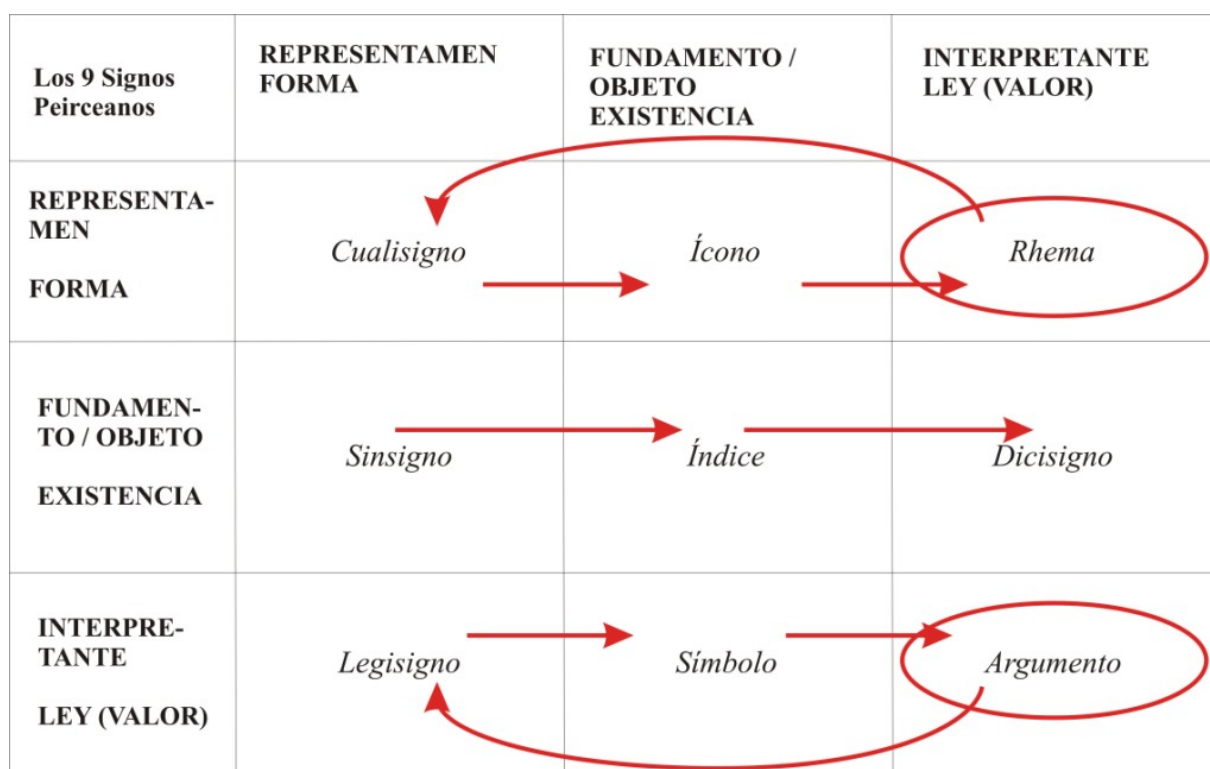 Los 9 Signos
Peirceanos
REPRESENTAMEN
FORMA
FUNDAMENTO /
OBJETO
EXISTENCIA
INTERPRETANTE
LEY (VALOR)
REPRESENTA-
MEN
FORMA
Cualisigno
Ícono
Rhema
FUNDAMEN-
TO / OBJETO
EXISTENCIA
Sinsigno
Índice
Dicisigno
INTERPRE-
TANTE
LEY (VALOR)
Legisigno
Símbolo
Argumento